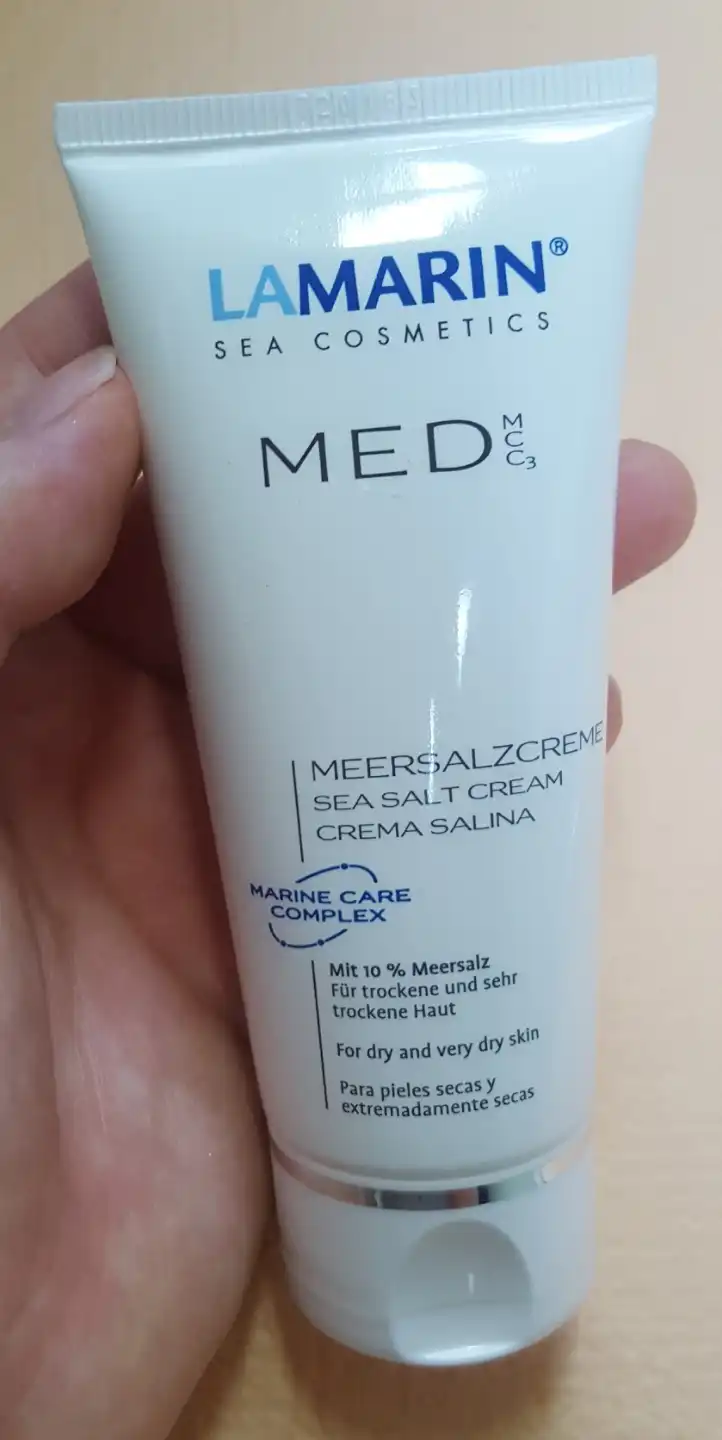 LAMARIN®
SEA COSMETICS
MED MCC3
MEERSALZCREME
SEA SALT CREAM
CREMA SALINA
MARINE CARE
COMPLEX
Mit 10 % Meersalz
Für trockene und sehr
trockene Haut
For dry and very dry skin
Para pieles secas y
extremadamente secas